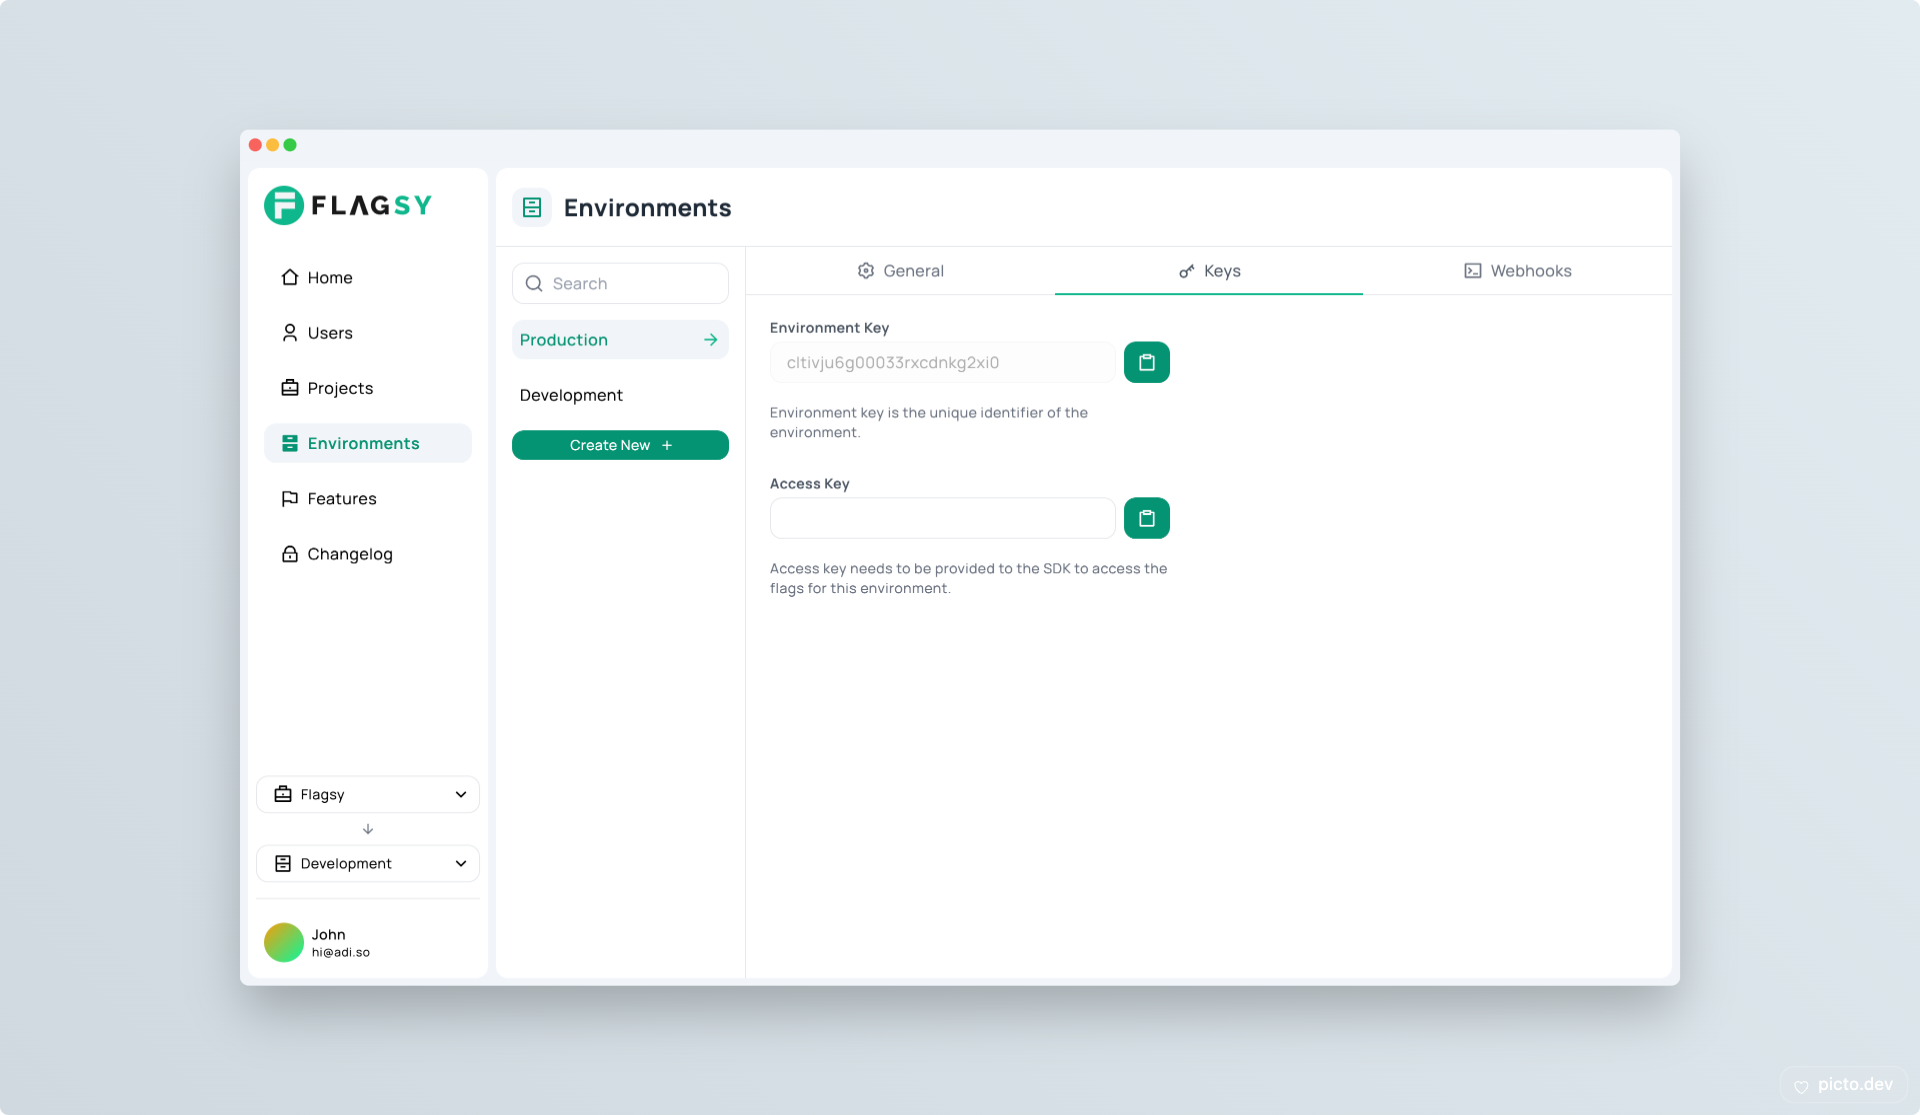 FLAGSY
Home
Users
Projects
Environments
Features
Changelog
Flagsy
Development
John
hi@adi.so
Environments
Search
Production
Development
Create New +
General
Keys
Webhooks
Environment Key
cltivju6g00033rxcdnkg2xi0
Environment key is the unique identifier of the
environment.
Access Key
Access key needs to be provided to the SDK to access the
flags for this environment.
picto.dev